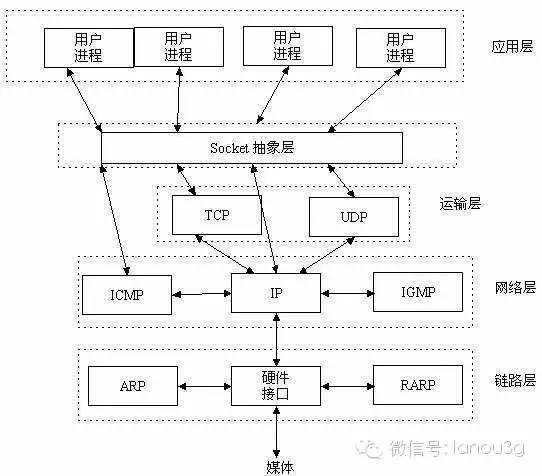 用户
进程
用户
进程
用户
进程
用户
进程
应用层
Socket 抽象层
TCP
UDP
运输层
ICMP
IP
IGMP
网络层
ARP
硬件
接口
RARP
链路层
媒体
微信号: lanou3g